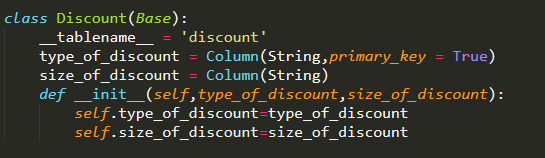 class Discount(Base):
    __tablename__ = 'discount'
    type_of_discount = Column(String,primary_key = True)
    size_of_discount = Column(String)
    def __init__(self,type_of_discount,size_of_discount):
        self.type_of_discount=type_of_discount
        self.size_of_discount=size_of_discount